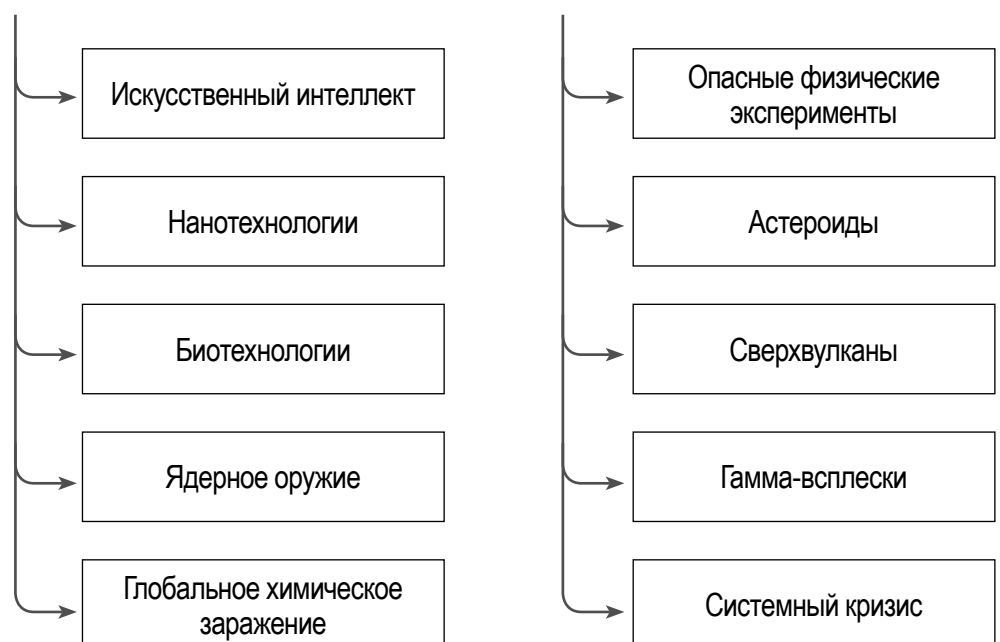 Искусственный интеллект
Нанотехнологии
Биотехнологии
Ядерное оружие
Глобальное химическое
заражение
Опасные физические
эксперименты
Астероиды
Сверхвулканы
Гамма-всплески
Системный кризис